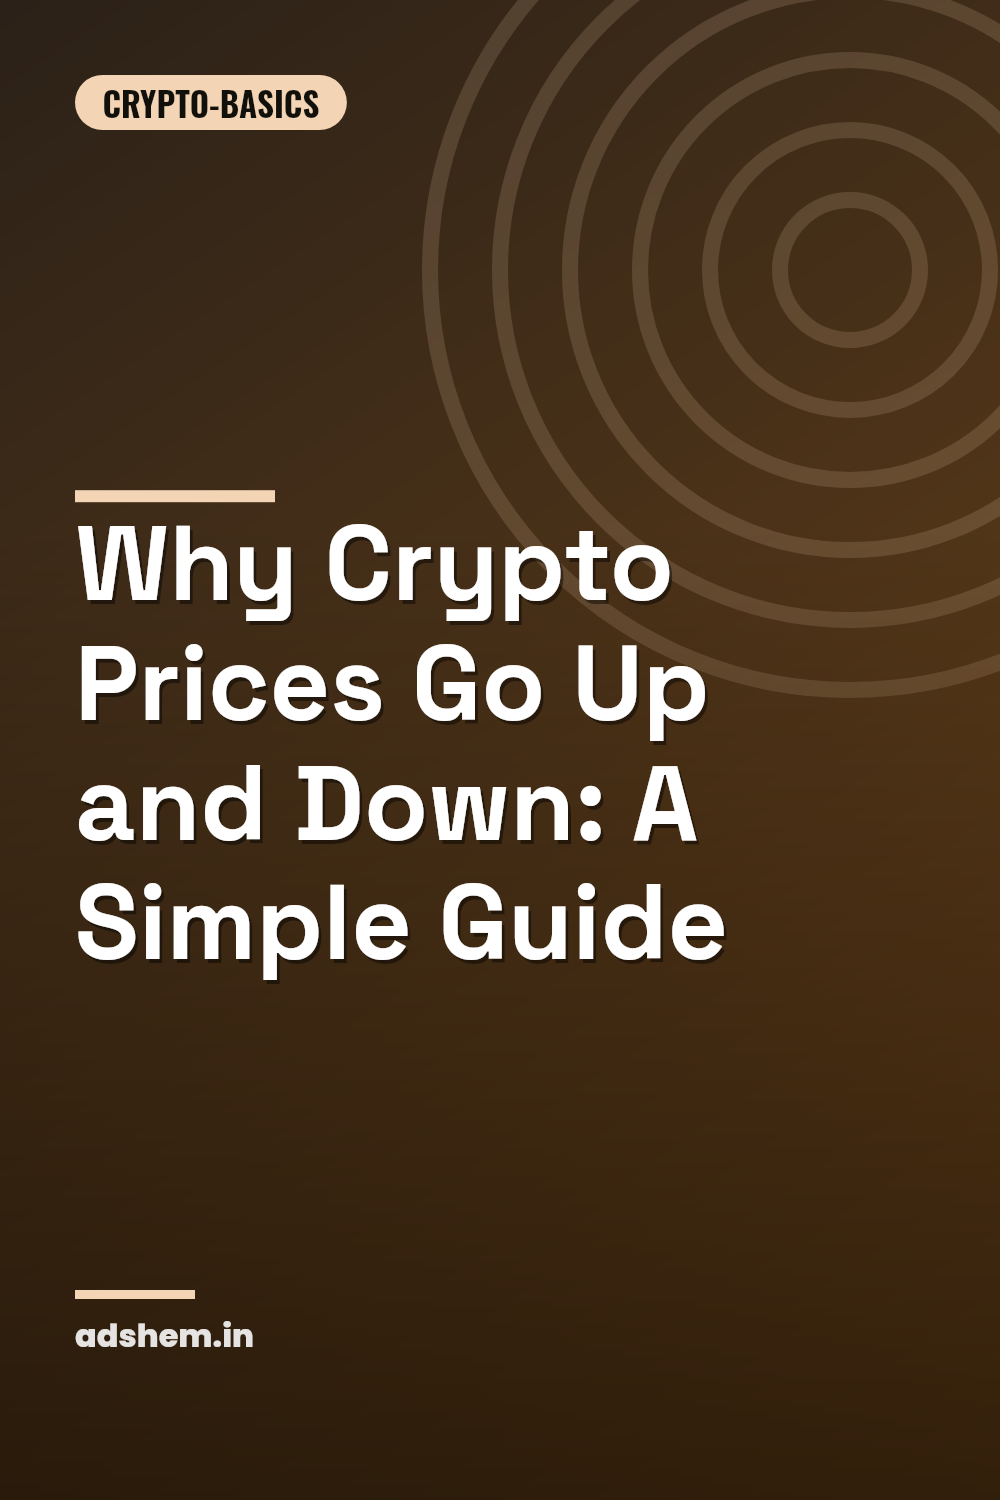 CRYPTO-BASICS
Why Crypto
Prices Go Up
and Down: A
Simple Guide
adshem.in